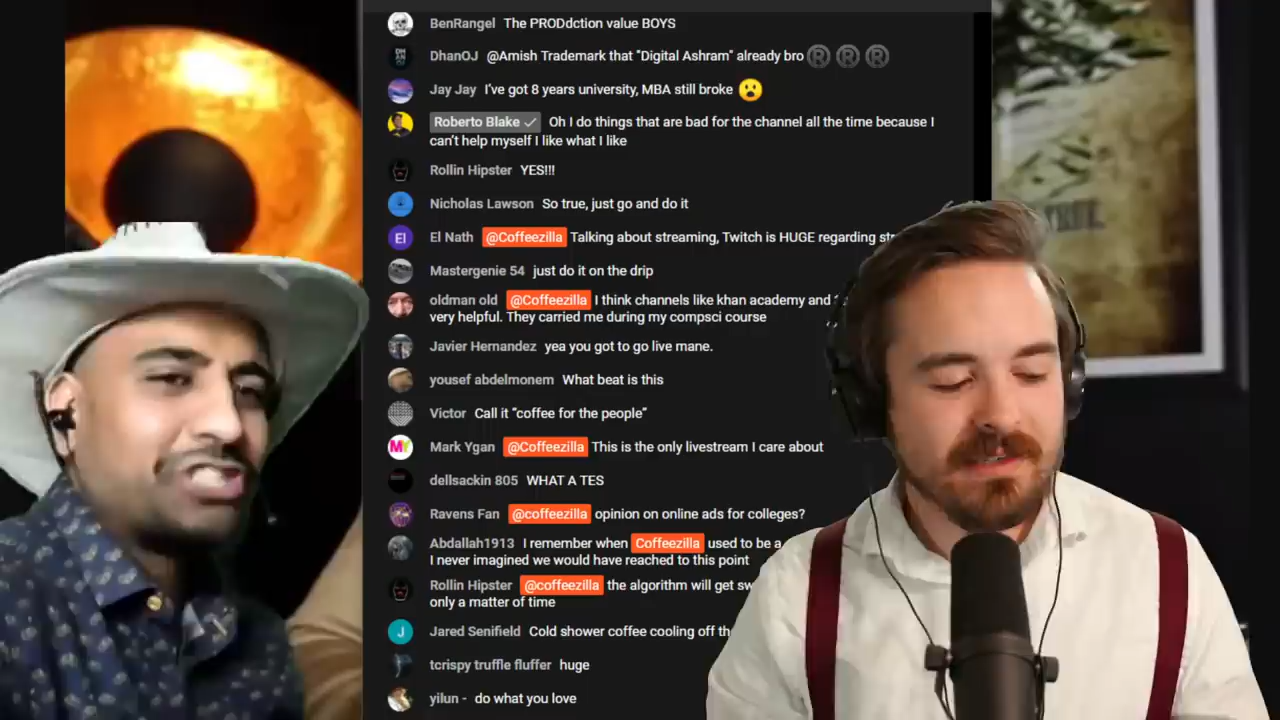 BenRangel The PRODdction value BOYS
DhanOJ @Amish Trademark that "Digital Ashram" already bro ® ® ®
Jay Jay I've got 8 years university, MBA still broke 😮
Roberto Blake ✓ Oh I do things that are bad for the channel all the time because I
can't help myself I like what I like
Rollin Hipster YES!!!
Nicholas Lawson So true, just go and do it
El Nath @Coffeezilla Talking about streaming, Twitch is HUGE regarding
Mastergenie 54 just do it on the drip
oldman old @Coffeezilla I think channels like khan academy and
very helpful. They carried me during my compsci course
Javier Hernandez yea you got to go live mane.
yousef abdelmonem What beat is this
Victor Call it "coffee for the people"
Mark Ygan @Coffeezilla This is the only livestream I care about
dellsackin 805 WHAT A TES
Ravens Fan @coffeezilla opinion on online ads for colleges?
Abdallah1913 I remember when Coffeezilla used to be a
I never imagined we would have reached to this point
Rollin Hipster @coffeezilla the algorithm will get
only a matter of time
Jared Senifield Cold shower coffee cooling off
tcrispy truffle fluffer huge
yilun - do what you love